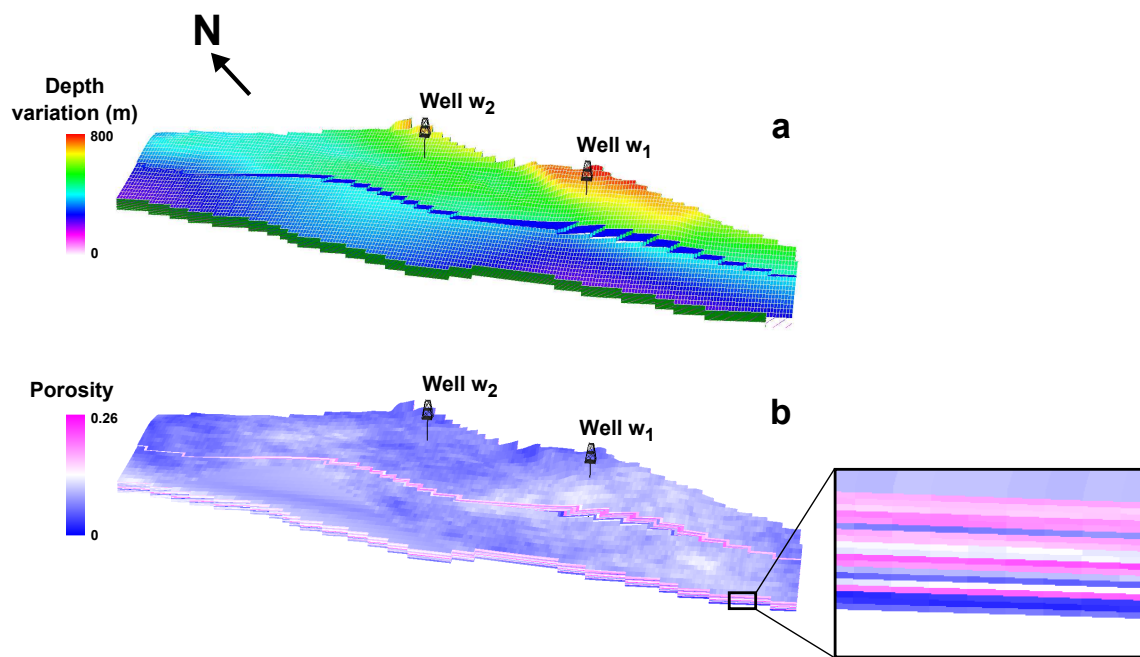 N
Depth
variation (m)
800
0
Well w2
Well w1
a
Porosity
0.26
0
Well w2
Well w1
b